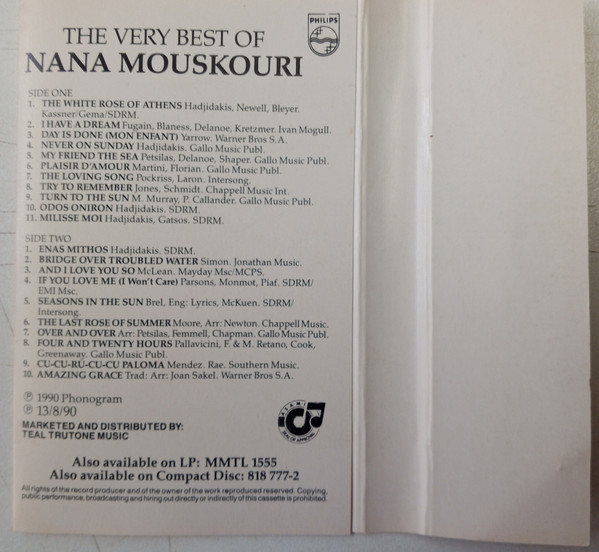 THE VERY BEST OF
NANA MOUSKOURI
PHILIPS
SIDE ONE
1. THE WHITE ROSE OF ATHENS Hadjidakis, Newell, Bleyer.
Kassner/Gema/SDRM.
2. I HAVE A DREAM Fugain, Blaness, Delanoe, Kretzmer. Ivan Mogull.
3. DAY IS DONE (MON ENFANT) Yarrow. Warner Bros S.A.
4. NEVER ON SUNDAY Hadjidakis. Gallo Music Publ.
5. MY FRIEND THE SEA Petsilas, Delanoe, Shaper. Gallo Music Publ.
6. PLAISIR D'AMOUR Martini, Florian. Gallo Music Publ.
7. THE LOVING SONG Pockriss, Laron. Intersong.
8. TRY TO REMEMBER Jones, Schmidt. Chappell Music Int.
9. TURN TO THE SUN M. Murray, P. Callander. Gallo Music Publ.
10. ODOS ONIRON Hadjidakis. SDRM.
11. MILISSE MOI Hadjidakis, Gatsos. SDRM.
SIDE TWO
1. ENAS MITHOS Hadjidakis. SDRM.
2. BRIDGE OVER TROUBLED WATER Simon. Jonathan Music.
3. AND I LOVE YOU SO McLean. Mayday Msc/MCPS.
4. IF YOU LOVE ME (I Won't Care) Parsons, Monmot, Piaf. SDRM/
EMI Msc.
5. SEASONS IN THE SUN Brel, Eng: Lyrics, McKuen. SDRM/
Intersong.
6. THE LAST ROSE OF SUMMER Moore, Arr: Newton. Chappell Music.
7. OVER AND OVER Arr: Petsilas, Femmell, Chapman. Gallo Music Publ.
8. FOUR AND TWENTY HOURS Pallavicini, F. & M. Retano, Cook,
Greenaway. Gallo Music Publ.
9. CU-CU-RÚ-CU-CU PALOMA Mendez. Rae. Southern Music.
10. AMAZING GRACE Trad: Arr: Joan Sakel. Warner Bros S.A.
℗ 1990 Phonogram
℗ 13/8/90
MARKETED AND DISTRIBUTED BY:
TEAL TRUTONE MUSIC
SEAL OF APPROVAL
Also available on LP: MMTL 1555
Also available on Compact Disc: 818 777-2
All rights of the record producer and of the owner of the work reproduced reserved. Copying,
public performance, broadcasting and hiring out directly or indirectly of this cassette is prohibited.